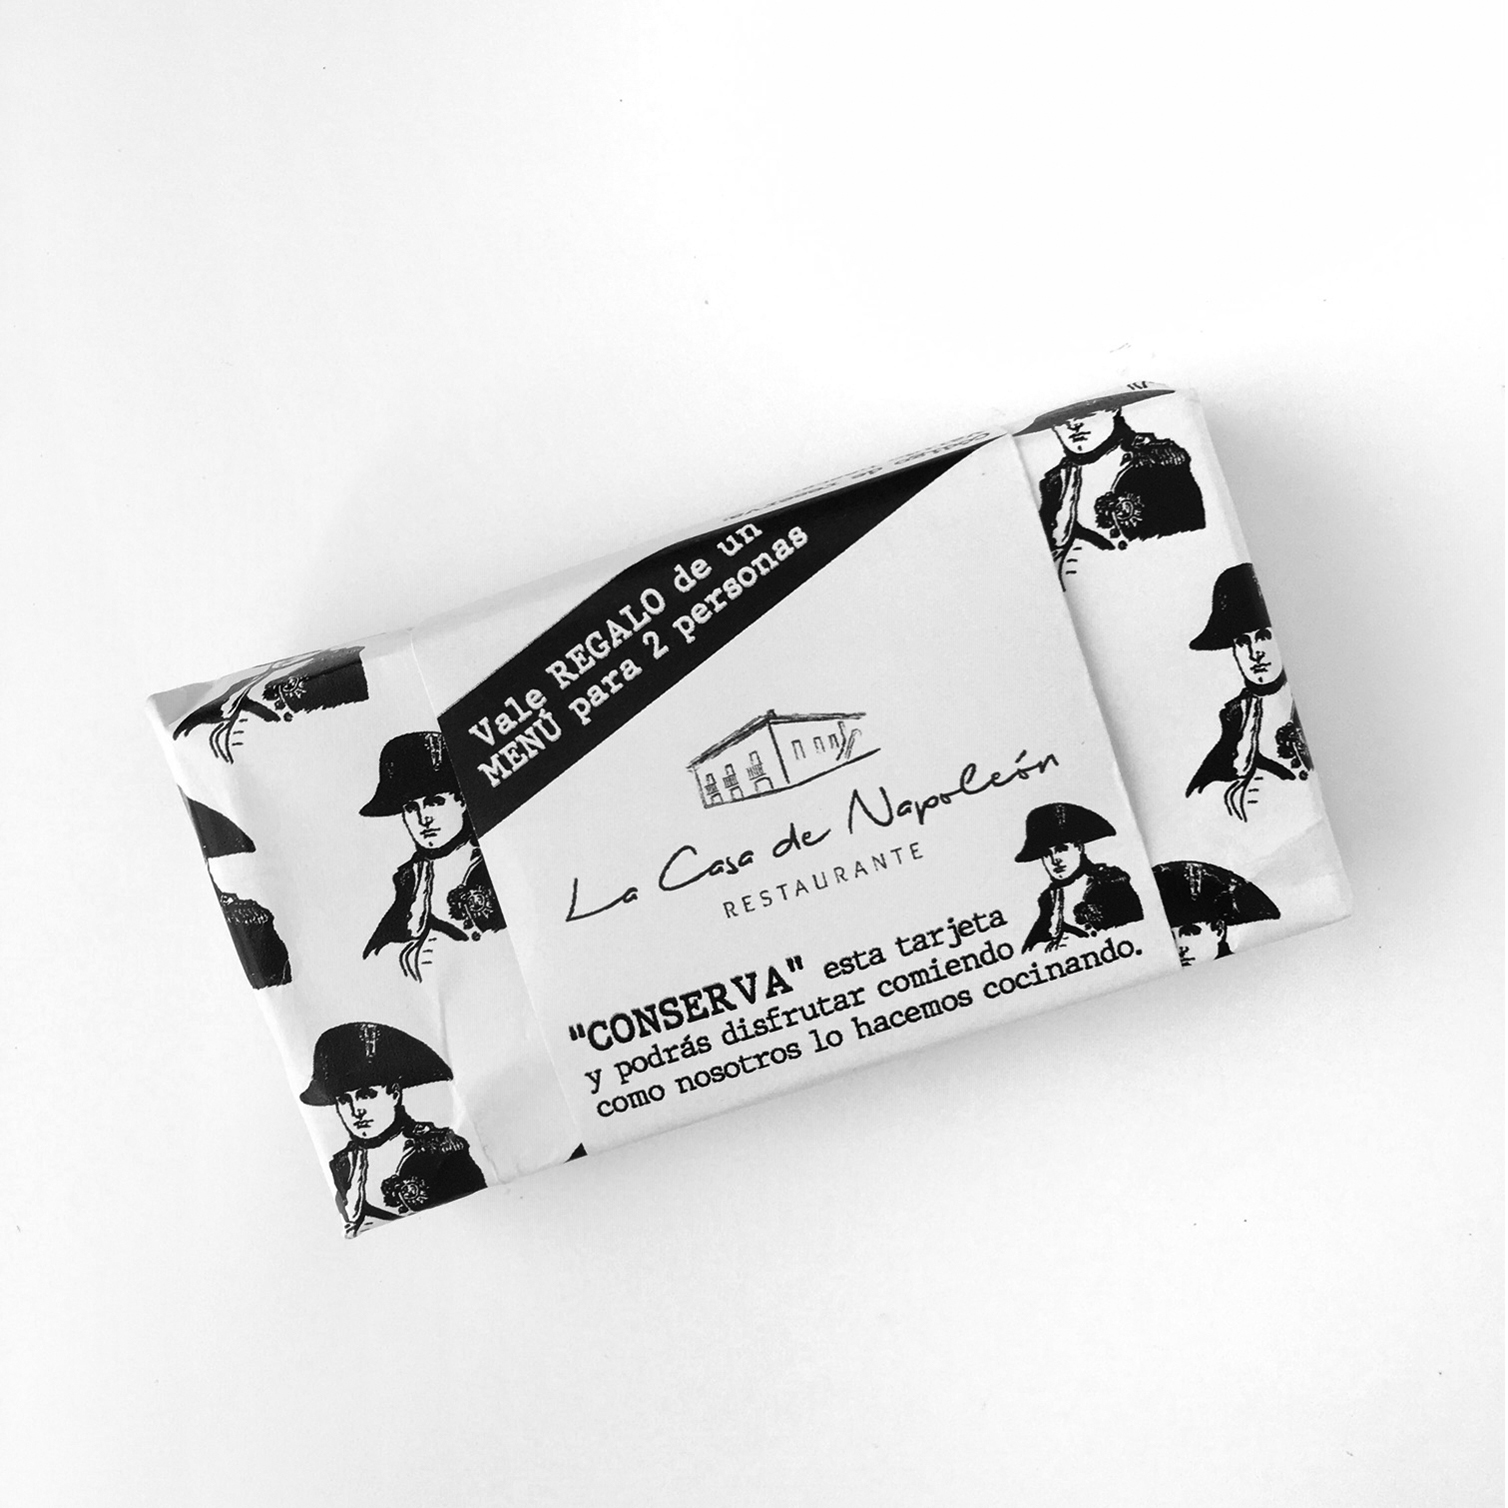 Vale REGALO de un
MENÚ para 2 personas
La Casa de Napoleón
RESTAURANTE
"CONSERVA" esta tarjeta
y podrás disfrutar comiendo
como nosotros lo hacemos cocinando.